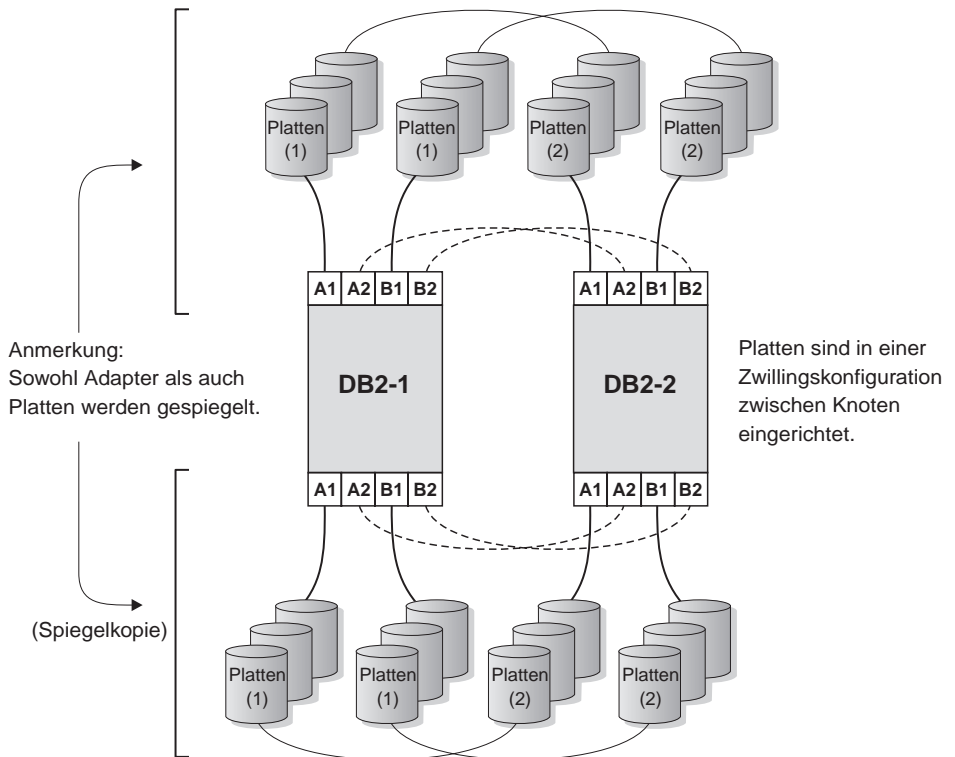 Platten
(1)
Platten
(1)
Platten
(2)
Platten
(2)
A1 A2 B1 B2
A1 A2 B1 B2
Anmerkung:
Sowohl Adapter als auch
Platten werden gespiegelt.
DB2-1
DB2-2
Platten sind in einer
Zwillingskonfiguration
zwischen Knoten
eingerichtet.
A1 A2 B1 B2
A1 A2 B1 B2
(Spiegelkopie)
Platten
(1)
Platten
(1)
Platten
(2)
Platten
(2)